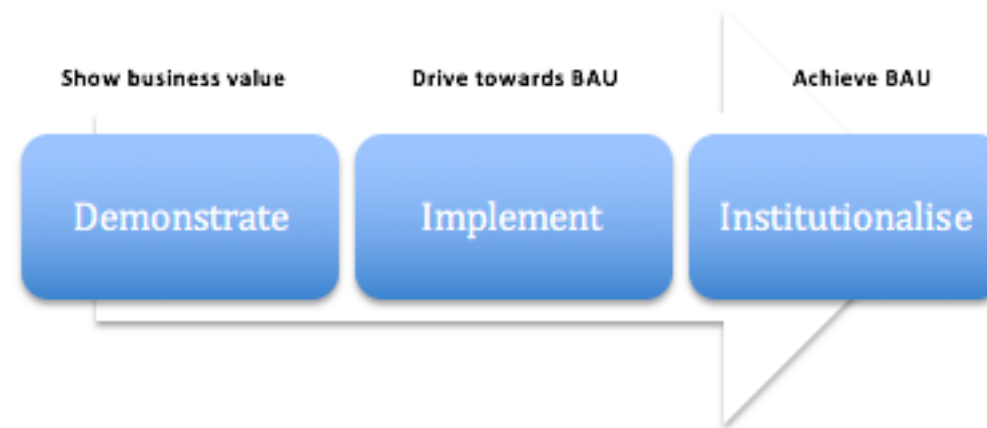 Show business value
Drive towards BAU
Achieve BAU
Demonstrate
Implement
Institutionalise